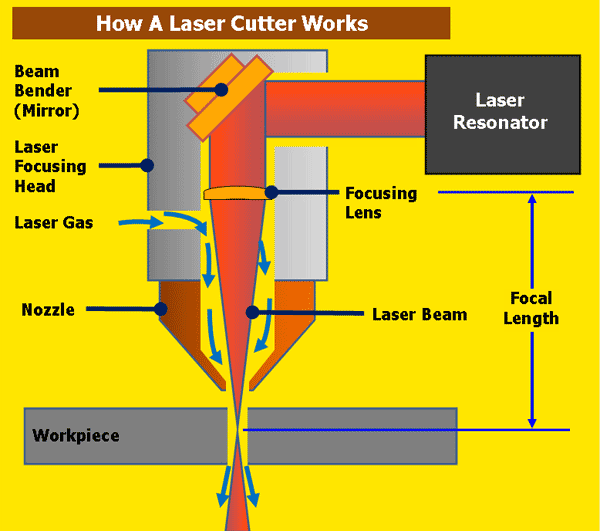 How A Laser Cutter Works
Beam
Bender
(Mirror)
Laser
Resonator
Laser
Focusing
Head
Focusing
Lens
Laser Gas
Focal
Length
Nozzle
Laser Beam
Workpiece